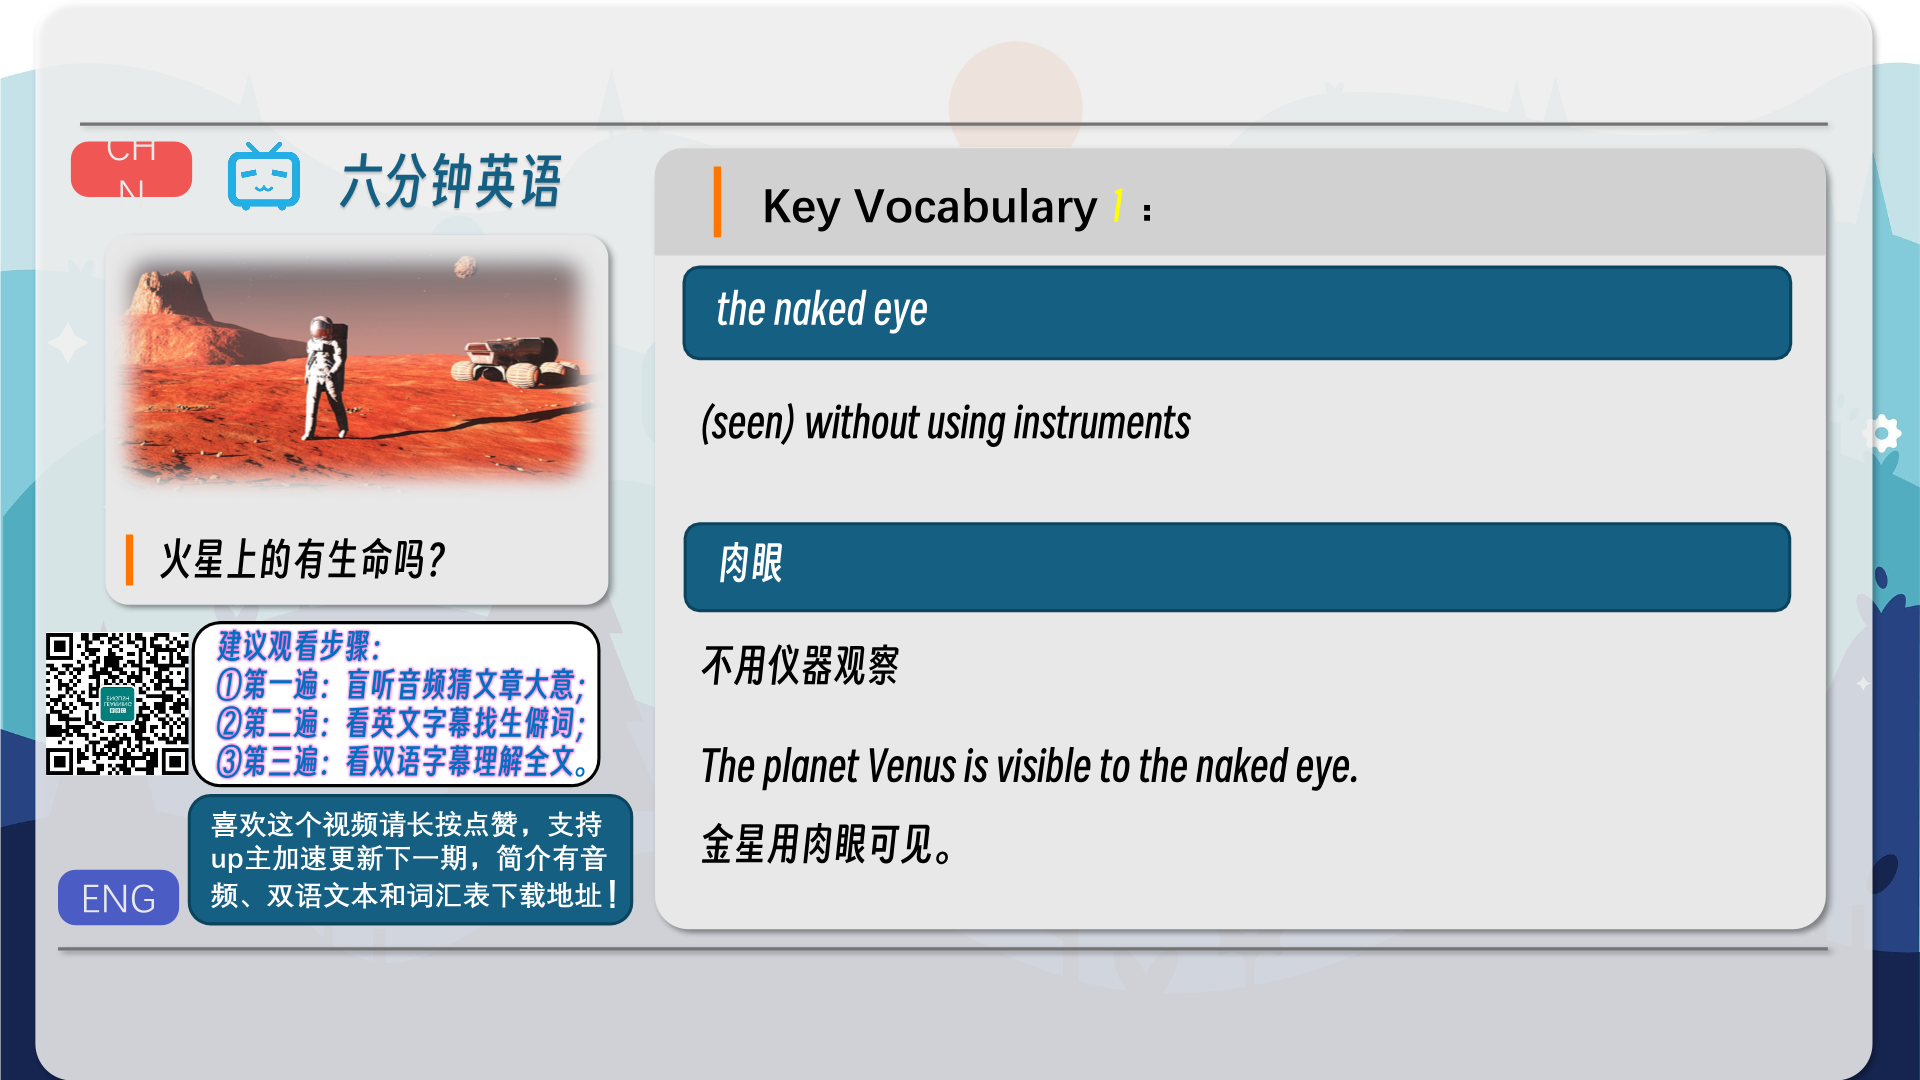 CH
N
六分钟英语
火星上的有生命吗?
建议观看步骤：
①第一遍：盲听音频猜文章大意；
②第二遍：看英文字幕找生僻词；
③第三遍：看双语字幕理解全文。
喜欢这个视频请长按点赞，支持
up主加速更新下一期，简介有音
频、双语文本和词汇表下载地址！
ENG
Key Vocabulary 1：
the naked eye
(seen) without using instruments
肉眼
不用仪器观察
The planet Venus is visible to the naked eye.
金星用肉眼可见。